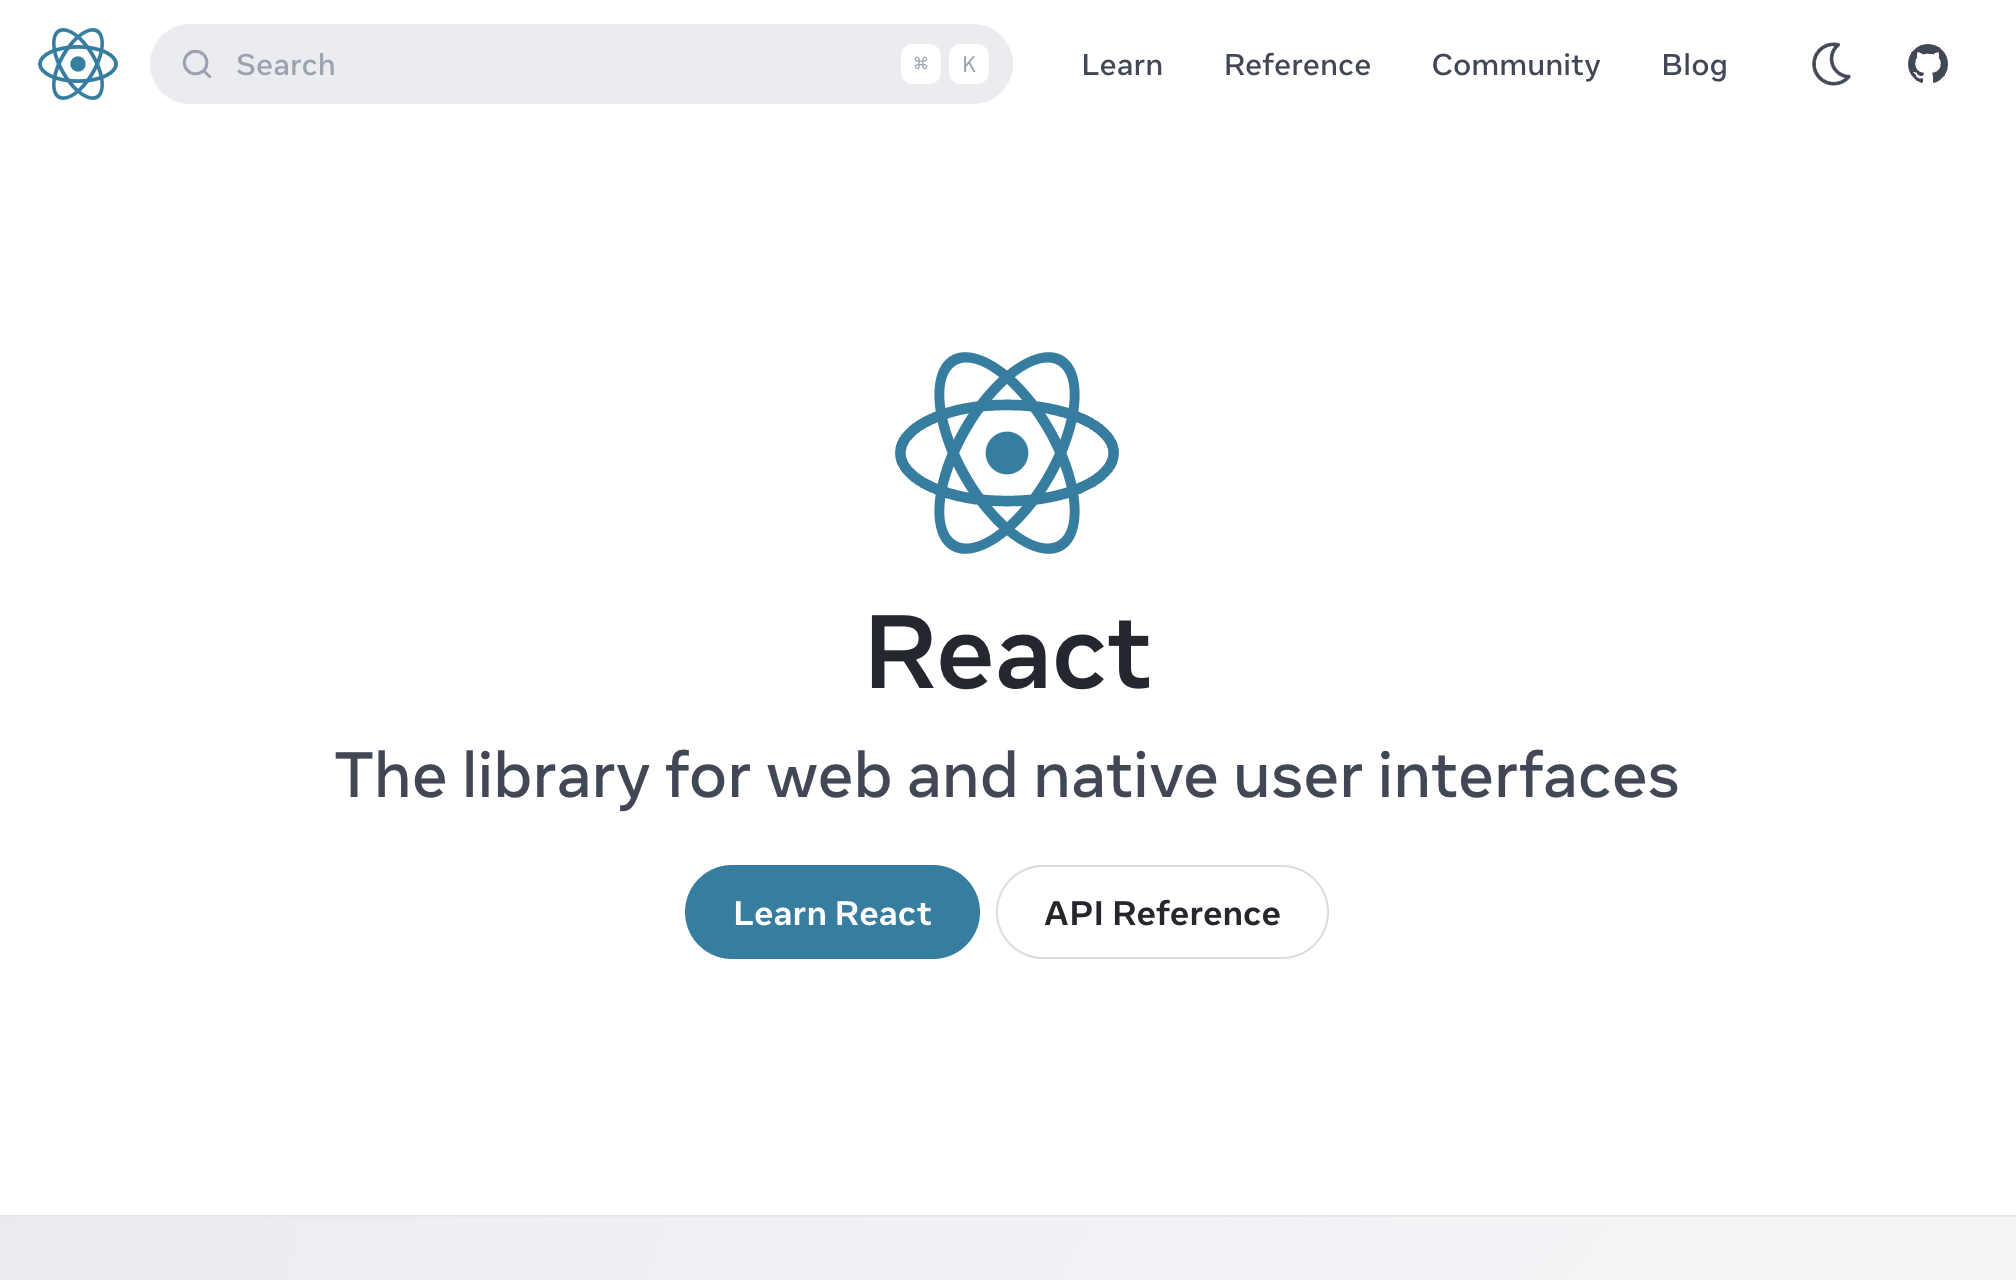 Search ⌘ K Learn Reference Community Blog
React
The library for web and native user interfaces
Learn React API Reference